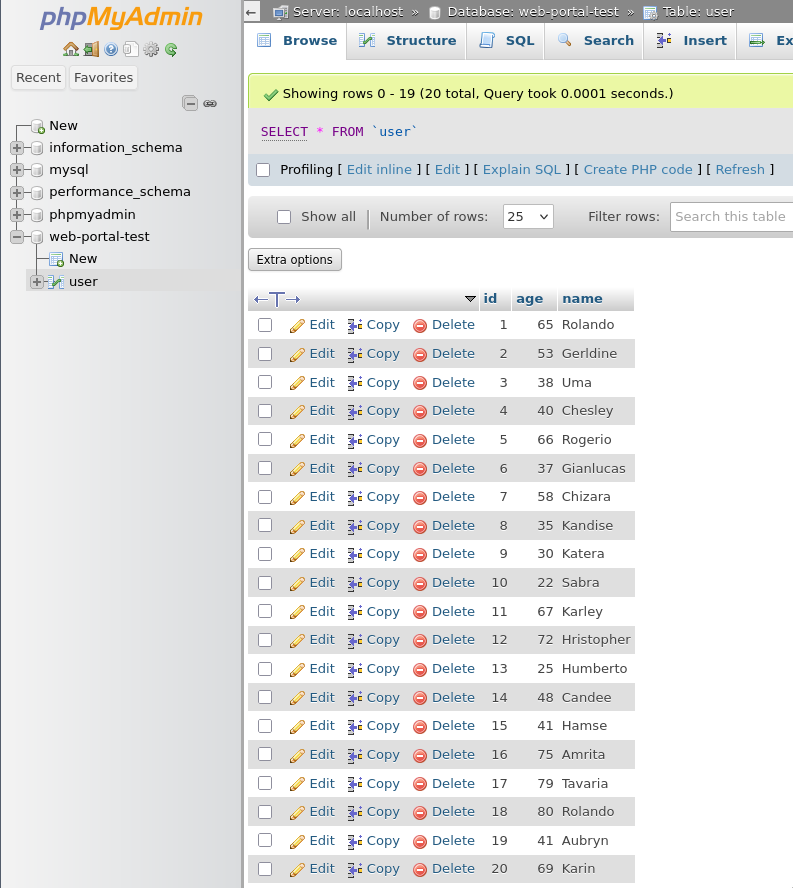 phpMyAdmin
Recent Favorites
New
information_schema
mysql
performance_schema
phpmyadmin
web-portal-test
New
user
Server: localhost » Database: web-portal-test » Table: user
Browse Structure SQL Search Insert Ex
Showing rows 0 - 19 (20 total, Query took 0.0001 seconds.)
SELECT * FROM `user`
Profiling [ Edit inline ] [ Edit ] [ Explain SQL ] [ Create PHP code ] [ Refresh ]
Show all | Number of rows: 25 Filter rows: Search this table
Extra options
←T→ id age name
Edit Copy Delete 1 65 Rolando
Edit Copy Delete 2 53 Gerldine
Edit Copy Delete 3 38 Uma
Edit Copy Delete 4 40 Chesley
Edit Copy Delete 5 66 Rogerio
Edit Copy Delete 6 37 Gianlucas
Edit Copy Delete 7 58 Chizara
Edit Copy Delete 8 35 Kandise
Edit Copy Delete 9 30 Katera
Edit Copy Delete 10 22 Sabra
Edit Copy Delete 11 67 Karley
Edit Copy Delete 12 72 Hristopher
Edit Copy Delete 13 25 Humberto
Edit Copy Delete 14 48 Candee
Edit Copy Delete 15 41 Hamse
Edit Copy Delete 16 75 Amrita
Edit Copy Delete 17 79 Tavaria
Edit Copy Delete 18 80 Rolando
Edit Copy Delete 19 41 Aubryn
Edit Copy Delete 20 69 Karin